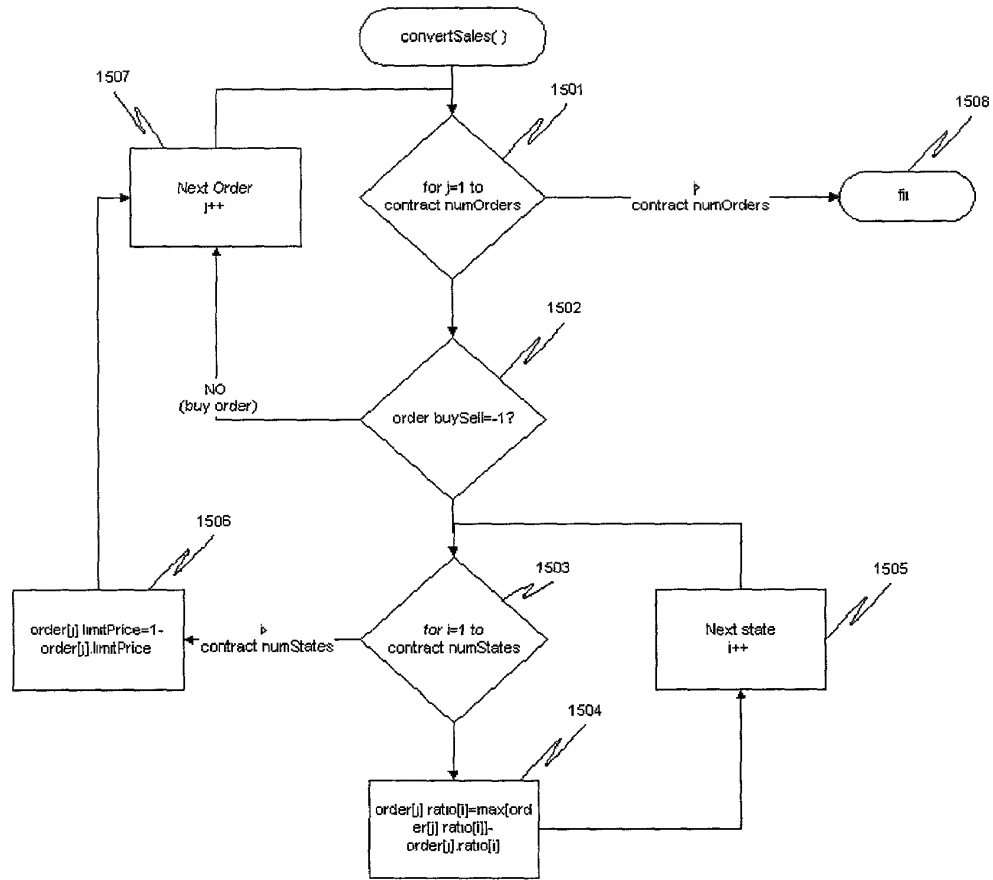 convertSales( )
1507
1501
1508
Next Order
j++
for j=1 to
contract numOrders
contract numOrders
fin
1502
NO
(buy order)
order buySell=-1?
1506
1503
1505
order[j] limitPrice=1-
order[j].limitPrice
contract numStates
for i=1 to
contract numStates
Next state
i++
1504
order[j] ratio[i]=max[ord
er[j] ratio[i]]-
order[j].ratio[i]